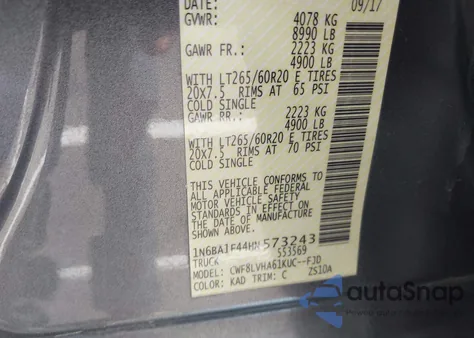 DATE: 09/17
GVWR: 4078 KG
8990 LB
GAWR FR.: 2223 KG
4900 LB
WITH LT265/60R20 E TIRES
20X7.5 RIMS AT 65 PSI
COLD SINGLE
GAWR RR.: 2223 KG
4900 LB
WITH LT265/60R20 E TIRES
20X7.5 RIMS AT 70 PSI
COLD SINGLE
THIS VEHICLE CONFORMS TO
ALL APPLICABLE FEDERAL
MOTOR VEHICLE SAFETY
STANDARDS IN EFFECT ON
THE DATE OF MANUFACTURE
SHOWN ABOVE.
1N6BA1F44HN573243
TRUCK 553569
MODEL: CWF8LVHA61KUC--FJD
COLOR: KAD TRIM: C ZS10A
autoSnap